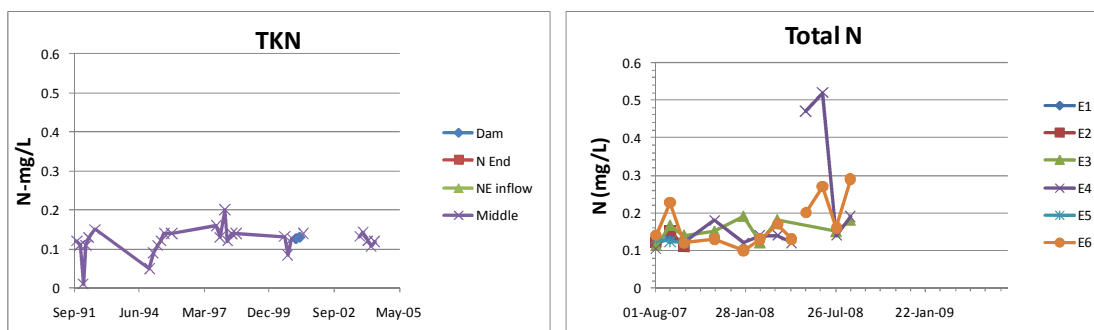 TKN
N-mg/L
0.6
0.5
0.4
0.3
0.2
0.1
0
Sep-91 Jun-94 Mar-97 Dec-99 Sep-02 May-05
Dam
N End
NE inflow
Middle
Total N
N (mg/L)
0.6
0.5
0.4
0.3
0.2
0.1
0
01-Aug-07 28-Jan-08 26-Jul-08 22-Jan-09
E1
E2
E3
E4
E5
E6